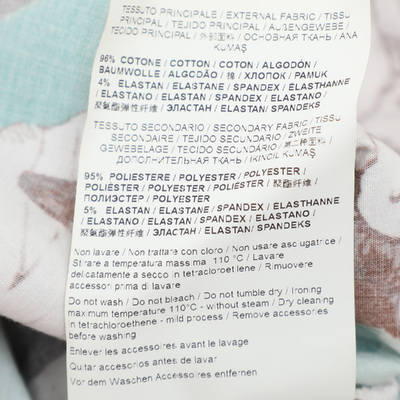 TESSUTO PRINCIPALE / EXTERNAL FABRIC / TISSU
PRINCIPAL / TEJIDO PRINCIPAL / AUßENGEWEBE /
TECIDO PRINCIPAL / 外部面料 / ОСНОВНАЯ ТКАНЬ / ANA
KUMAŞ
96% COTONE / COTTON / COTON / ALGODÓN /
BAUMWOLLE / ALGODÃO / 棉 / ХЛОПОК / PAMUK
4% ELASTAN / ELASTANE / SPANDEX / ELASTHANNE
/ ELASTANO / ELASTAN / SPANDEX / ELASTANO /
聚氨酯弹性纤维 / ЭЛАСТАН / ELASTAN/ SPANDEKS
TESSUTO SECONDARIO / SECONDARY FABRIC / TISSU
SECONDAIRE / TEJIDO SECUNDARIO / ZWEITE
GEWEBELAGE / TECIDO SECUNDÁRIO / 第二种面料 /
ДОПОЛНИТЕЛЬНАЯ ТКАНЬ / IKINCIL KUMAŞ
95% POLIESTERE / POLYESTER / POLYESTER /
POLIÉSTER / POLYESTER / POLIÉSTER / 聚酯纤维 /
ПОЛИЭСТЕР / POLYESTER
5% ELASTAN / ELASTANE / SPANDEX / ELASTHANNE
/ ELASTANO / ELASTAN/ SPANDEX / ELASTANO /
聚氨酯弹性纤维 / ЭЛАСТАН / ELASTAN/ SPANDEKS
Non lavare / Non trattare con cloro / Non usare asciugatrice /
Stirare a temperatura massima 110 °C / Lavare
delicatamente a secco in tetracloroetilene / Rimuovere
accessori prima di lavare
Do not wash / Do not bleach / Do not tumble dry / Ironing
maximum temperature 110°C - without steam / Dry cleaning
in tetrachloroethene - mild process / Remove accessories
before washing
Enlever les accessoires avant le lavage
Quitar accesorios antes de lavar
Vor dem Waschen Accessoires entfernen